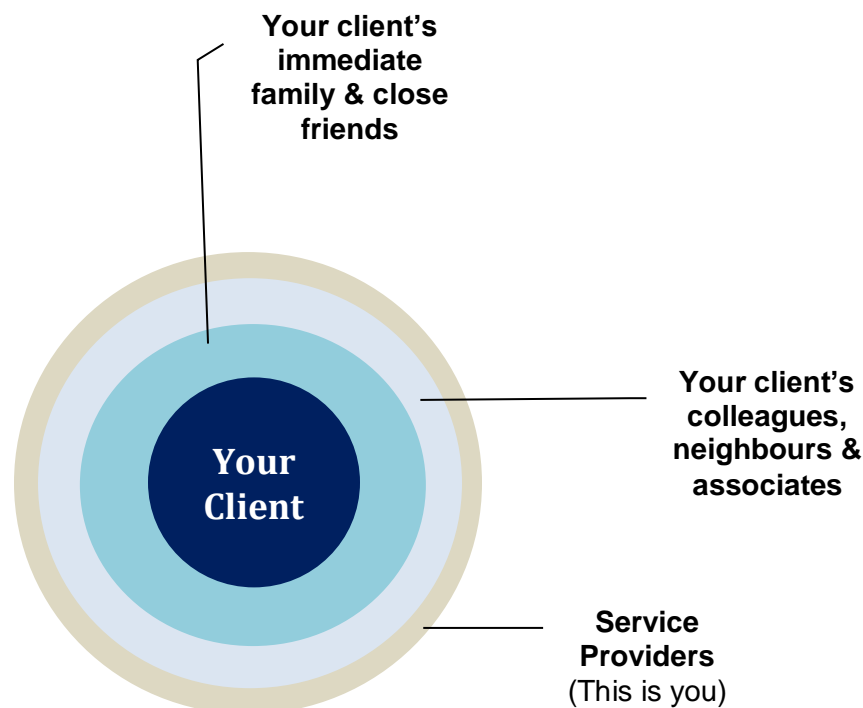 Your client’s
immediate
family & close
friends
Your
Client
Your client’s
colleagues,
neighbours &
associates
Service
Providers
(This is you)